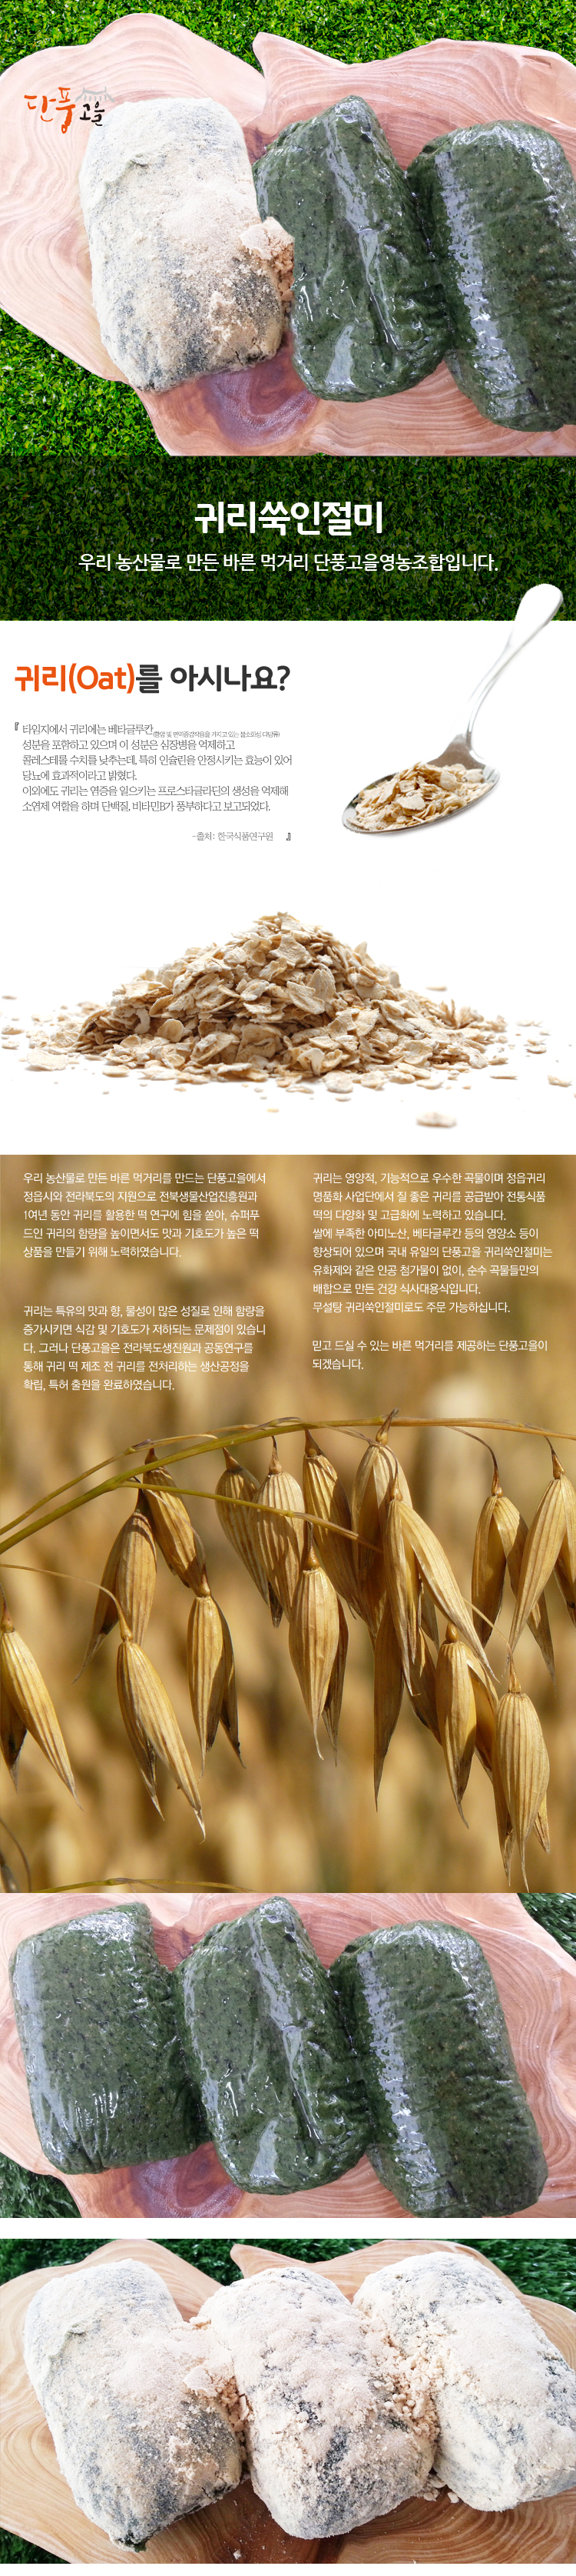 단풍고을
귀리쑥인절미
우리 농산물로 만든 바른 먹거리 단풍고을영농조합입니다.
귀리(Oat)를 아시나요?
『 타임지에서 귀리에는 베타글루칸(항암 및 면역증강작용을 가지고 있는 불소화성 다당류)
성분을 포함하고 있으며 이 성분은 심장병을 억제하고
콜레스테롤 수치를 낮추는데, 특히 인슐린을 안정시키는 효능이 있어
당뇨에 효과적이라고 밝혔다.
이외에도 귀리는 염증을 일으키는 프로스타글라딘의 생성을 억제해
소염제 역할을 하며 단백질, 비타민B가 풍부하다고 보고되었다.
-출처: 한국식품연구원 』
우리 농산물로 만든 바른 먹거리를 만드는 단풍고을에서
정읍시와 전라북도의 지원으로 전북생물산업진흥원과
1여년 동안 귀리를 활용한 떡 연구에 힘을 쏟아, 슈퍼푸
드인 귀리의 함량을 높이면서도 맛과 기호도가 높은 떡
상품을 만들기 위해 노력하였습니다.
귀리는 특유의 맛과 향, 물성이 많은 성질로 인해 함량을
증가시키면 식감 및 기호도가 저하되는 문제점이 있습니
다. 그러나 단풍고을은 전라북도생진원과 공동연구를
통해 귀리 떡 제조 전 귀리를 전처리하는 생산공정을
확립, 특허 출원을 완료하였습니다.
귀리는 영양적, 기능적으로 우수한 곡물이며 정읍귀리
명품화 사업단에서 질 좋은 귀리를 공급받아 전통식품
떡의 다양화 및 고급화에 노력하고 있습니다.
쌀에 부족한 아미노산, 베타글루칸 등의 영양소 등이
향상되어 있으며 국내 유일의 단풍고을 귀리쑥인절미는
유화제와 같은 인공 첨가물이 없이, 순수 곡물들만의
배합으로 만든 건강 식사대용식입니다.
무설탕 귀리쑥인절미로도 주문 가능하십니다.
믿고 드실 수 있는 바른 먹거리를 제공하는 단풍고을이
되겠습니다.